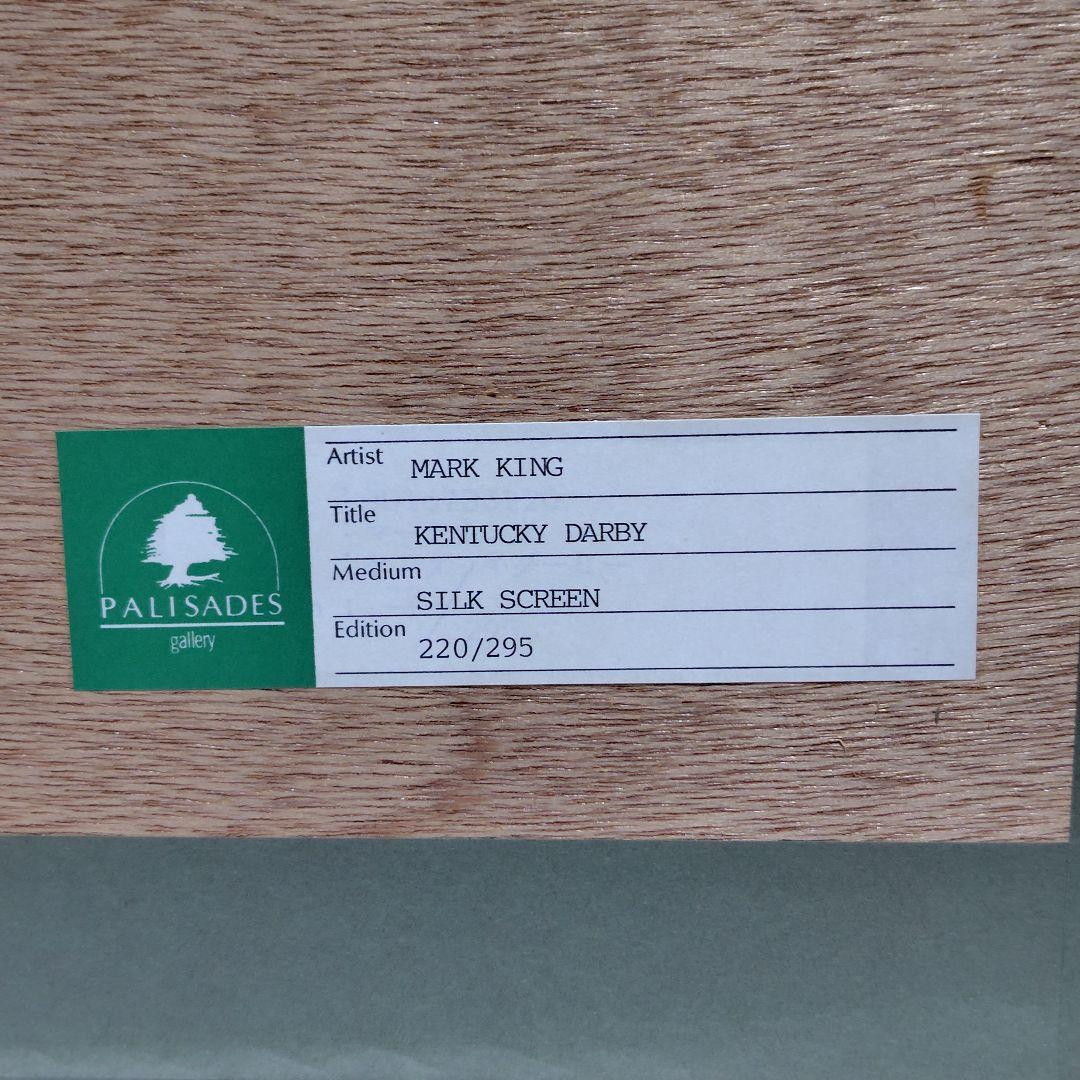 PALISADES
gallery
Artist MARK KING
Title KENTUCKY DARBY
Medium SILK SCREEN
Edition 220/295